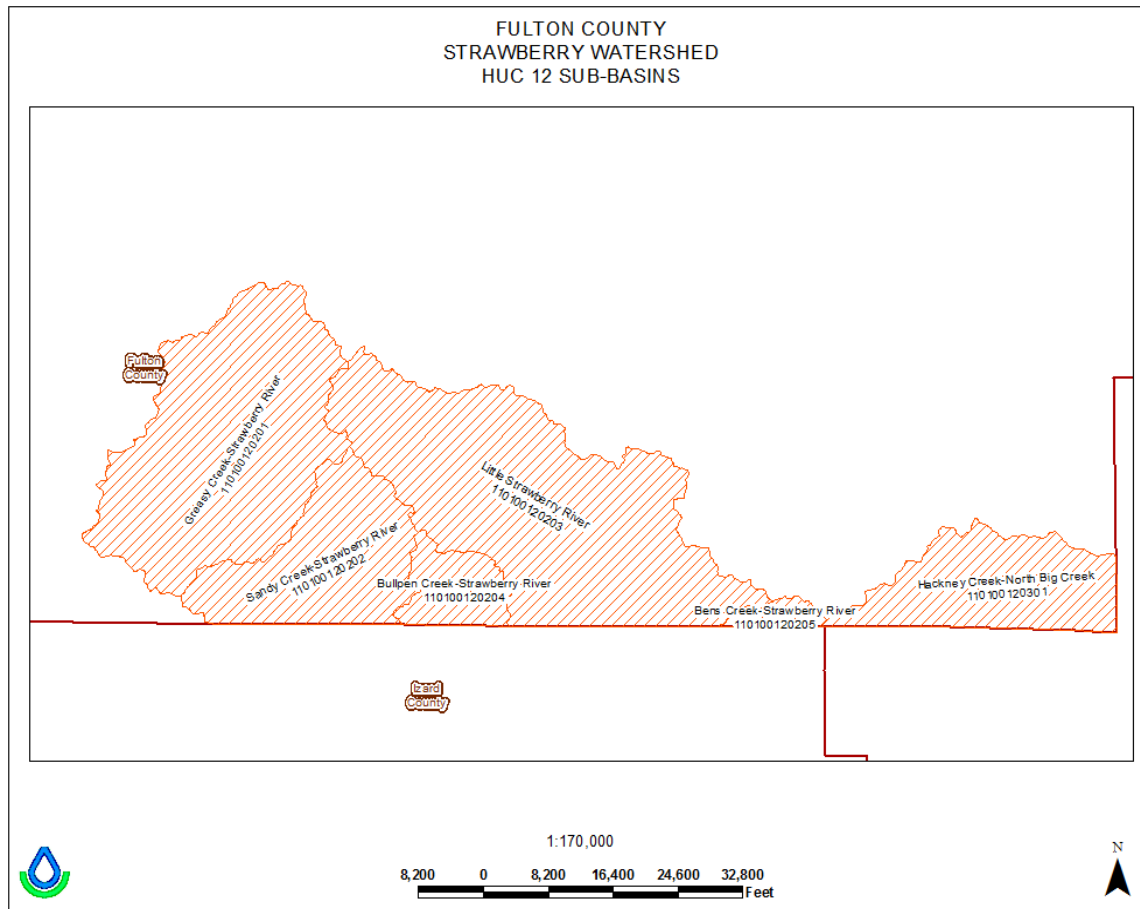 FULTON COUNTY
STRAWBERRY WATERSHED
HUC 12 SUB-BASINS
Fulton
County
Greasy Creek-Strawberry River
110100120201
Little Strawberry River
110100120203
Sandy Creek-Strawberry River
110100120202
Bullpen Creek-Strawberry River
110100120204
Hackney Creek-North Big Creek
110100120301
Bens Creek-Strawberry River
110100120205
Izard
County
1:170,000
8,200 0 8,200 16,400 24,600 32,800
Feet
N